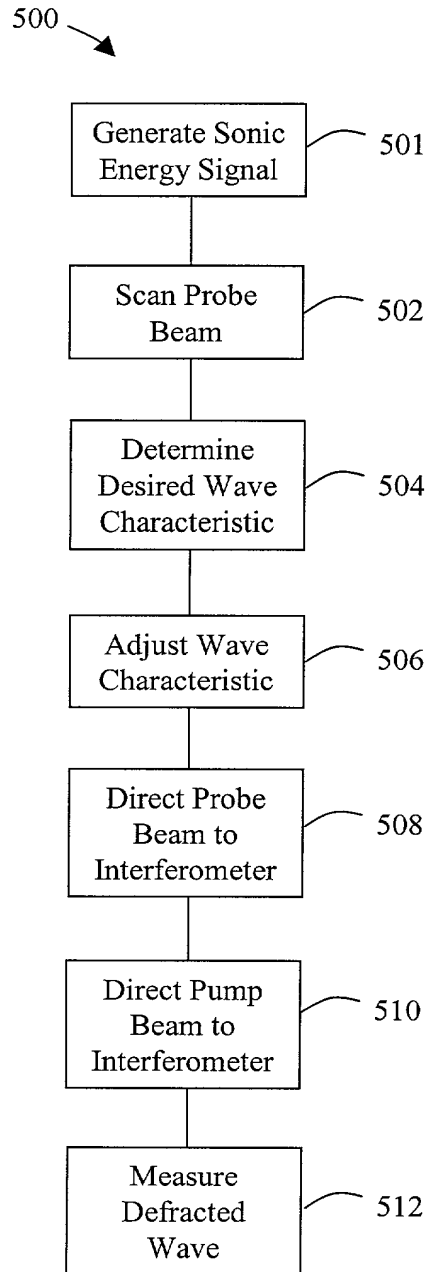 500
Generate Sonic
Energy Signal
501
Scan Probe
Beam
502
Determine
Desired Wave
Characteristic
504
Adjust Wave
Characteristic
506
Direct Probe
Beam to
Interferometer
508
Direct Pump
Beam to
Interferometer
510
Measure
Defracted
Wave
512